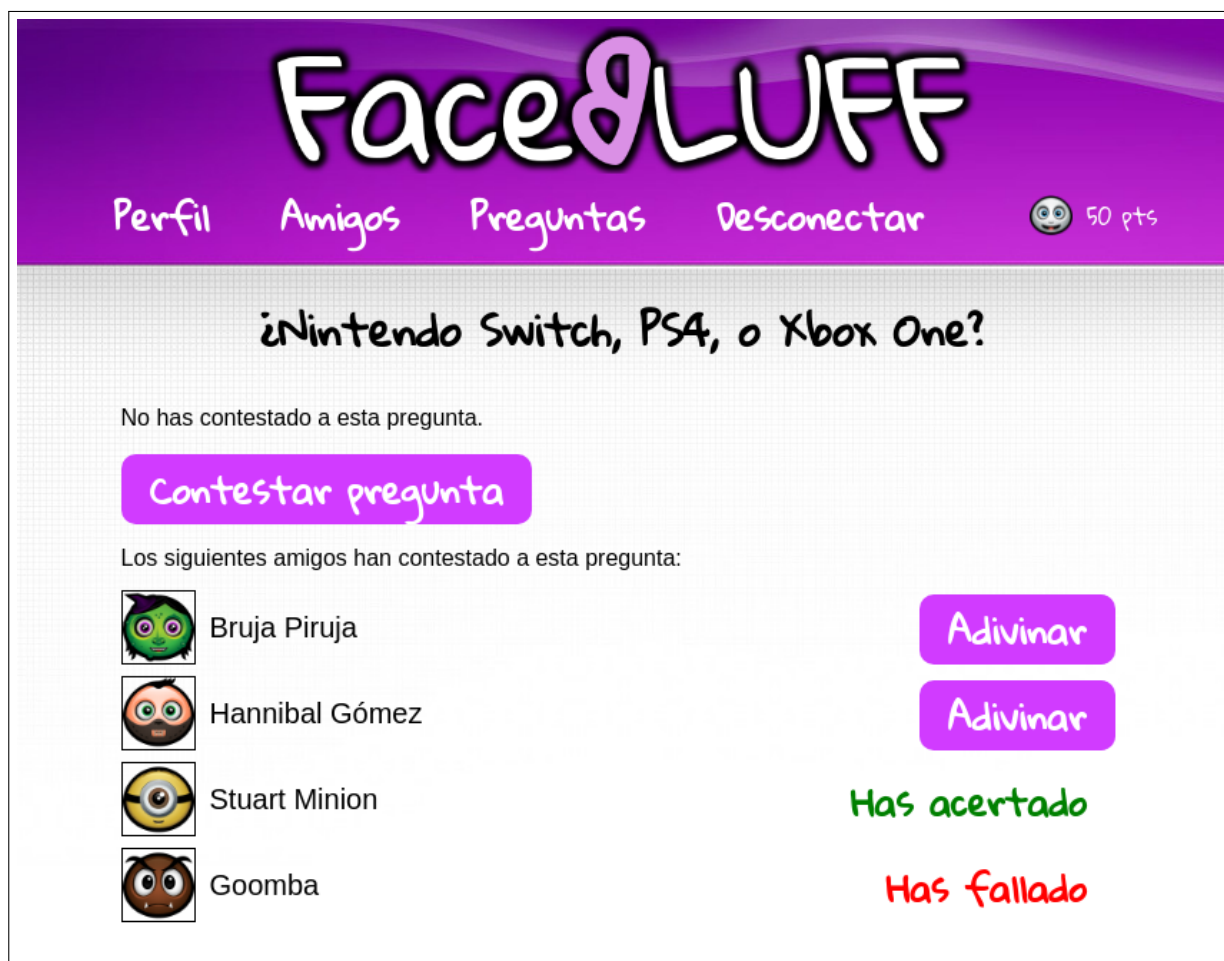 FaceBLUFF
Perfil Amigos Preguntas Desconectar 50 pts
¿Nintendo Switch, PS4, o Xbox One?
No has contestado a esta pregunta.
Contestar pregunta
Los siguientes amigos han contestado a esta pregunta:
Bruja Piruja Adivinar
Hannibal Gómez Adivinar
Stuart Minion Has acertado
Goomba Has fallado